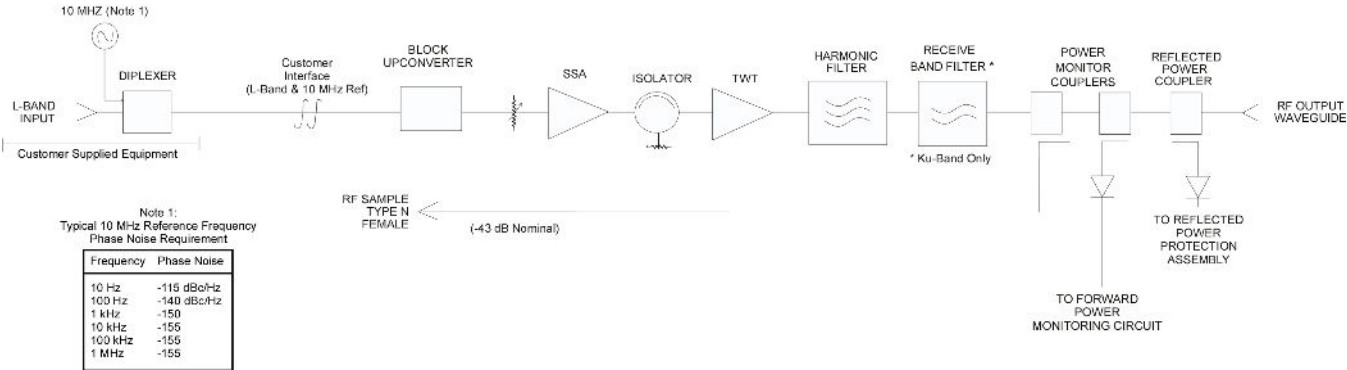 10 MHZ (Note 1)
DIPLEXER
L-BAND
INPUT
Customer Supplied Equipment
Customer
Interface
(L-Band & 10 MHz Ref)
BLOCK
UPCONVERTER
SSA
ISOLATOR
TWT
HARMONIC
FILTER
RECEIVE
BAND FILTER *
* Ku-Band Only
POWER
MONITOR
COUPLERS
REFLECTED
POWER
COUPLER
RF OUTPUT
WAVEGUIDE
RF SAMPLE
TYPE N
FEMALE
(-43 dB Nominal)
TO REFLECTED
POWER
PROTECTION
ASSEMBLY
TO FORWARD
POWER
MONITORING CIRCUIT
Note 1:
Typical 10 MHz Reference Frequency
Phase Noise Requirement
Frequency Phase Noise
10 Hz -115 dBc/Hz
100 Hz -140 dBc/Hz
1 kHz -150
10 kHz -155
100 kHz -155
1 MHz -155